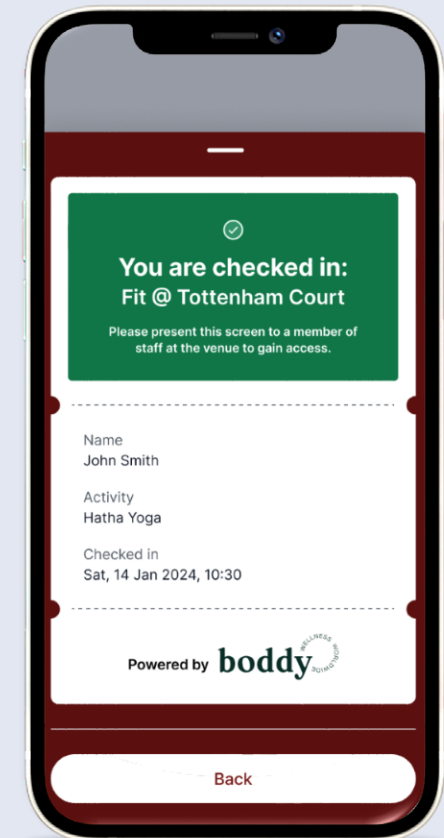 You are checked in:
Fit @ Tottenham Court
Please present this screen to a member of
staff at the venue to gain access.
Name
John Smith
Activity
Hatha Yoga
Checked in
Sat, 14 Jan 2024, 10:30
Powered by boddy
WELLNESS WORLDWIDE
Back